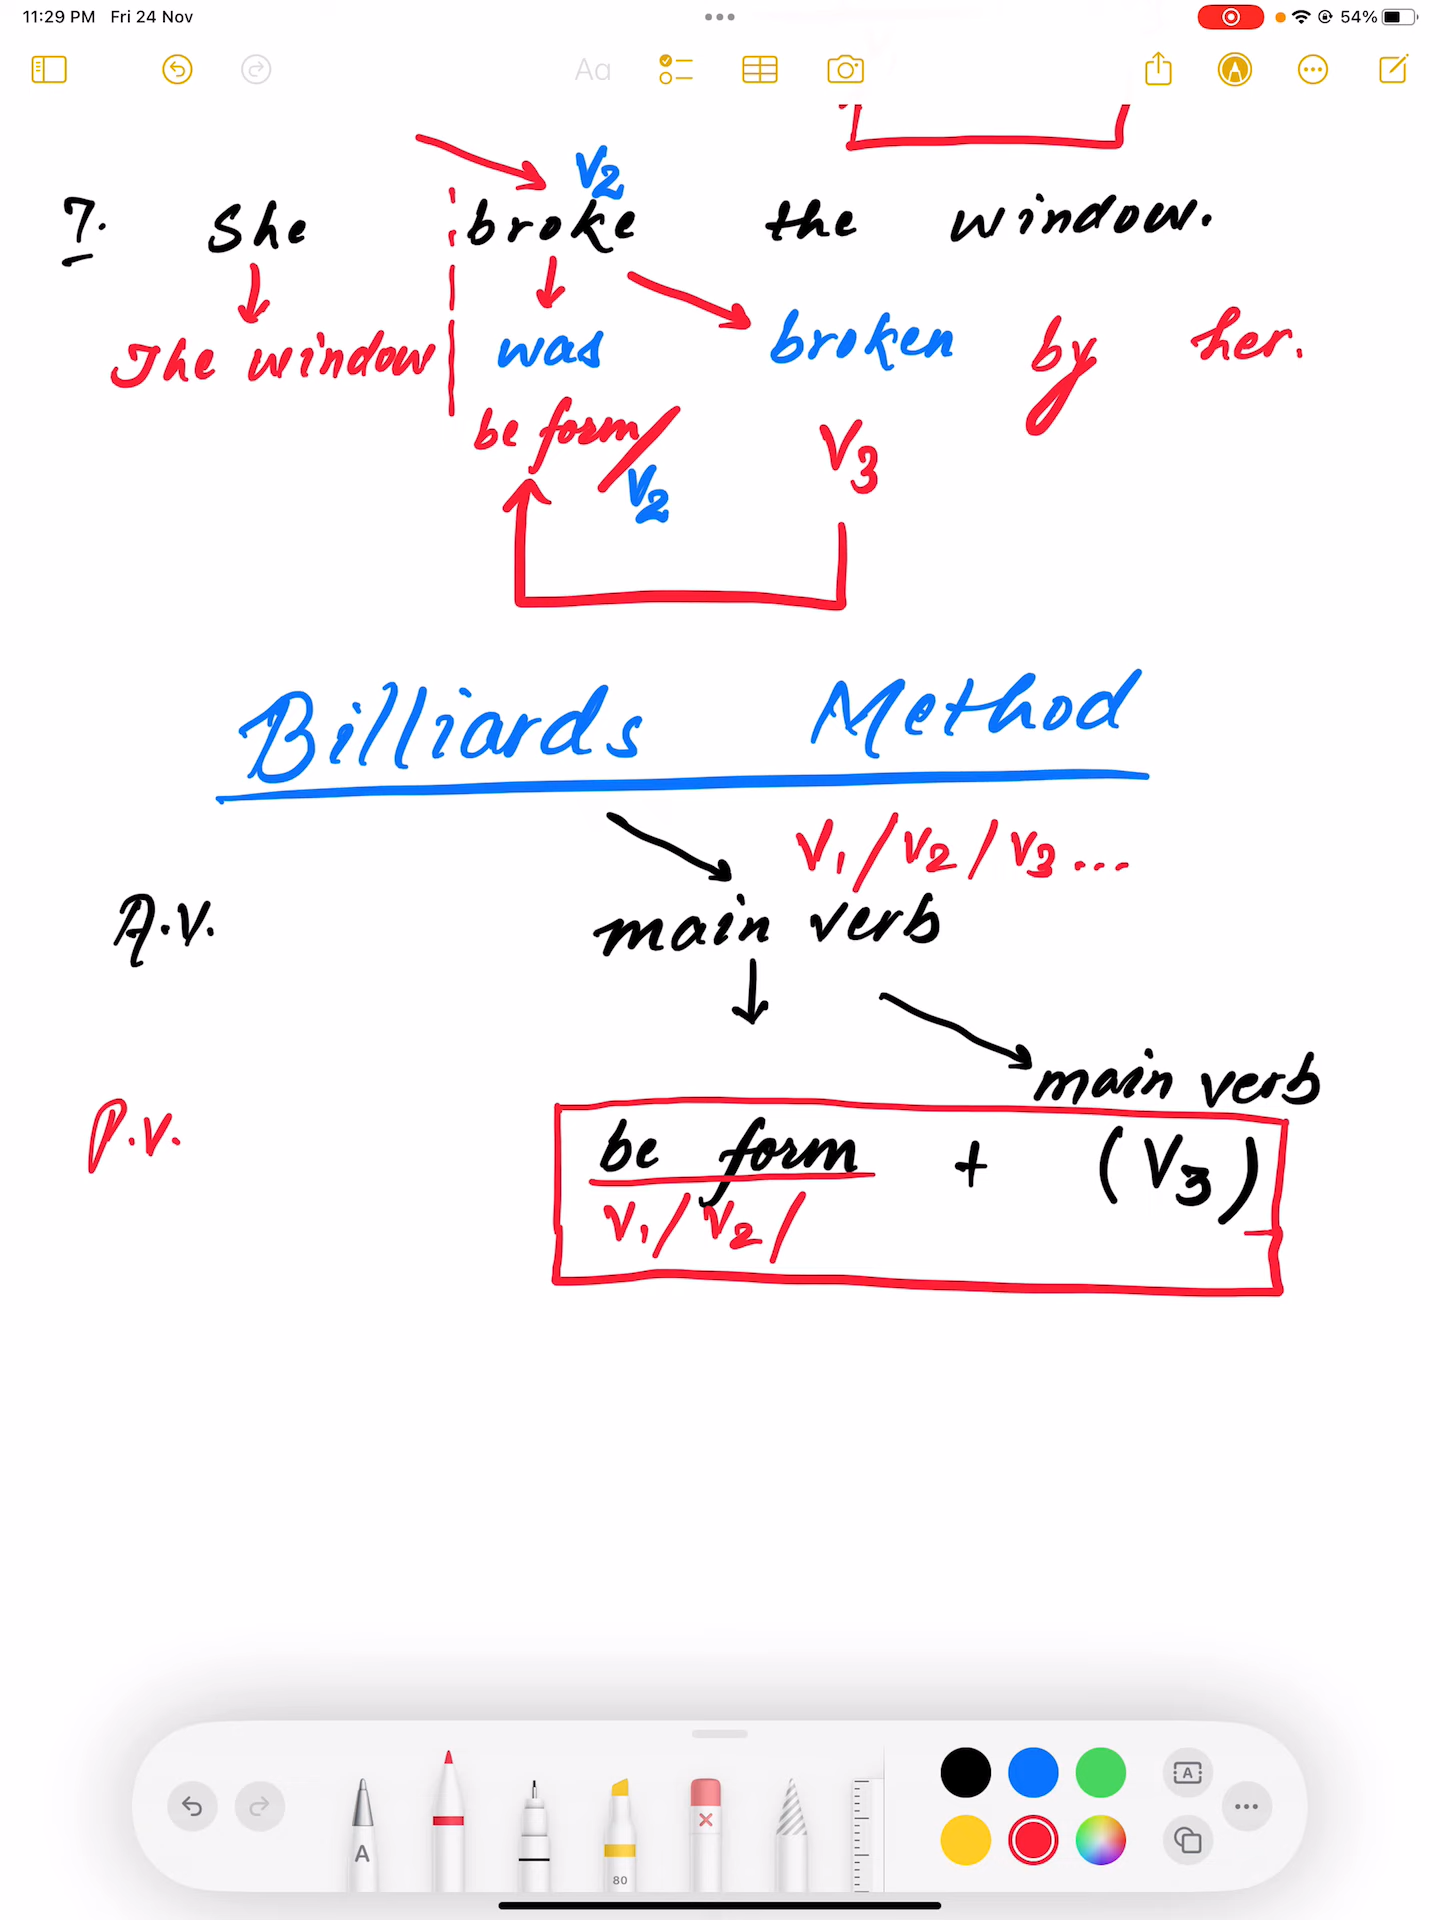 11:29 PM Fri 24 Nov
54%
Aa
V2
7. She broke the window.
The window was broken by her.
be form/V2 V3
Billiards Method
V1/V2/V3...
A.V. main verb
main verb
P.V. be form + (V3)
V1/V2/
A
80
A